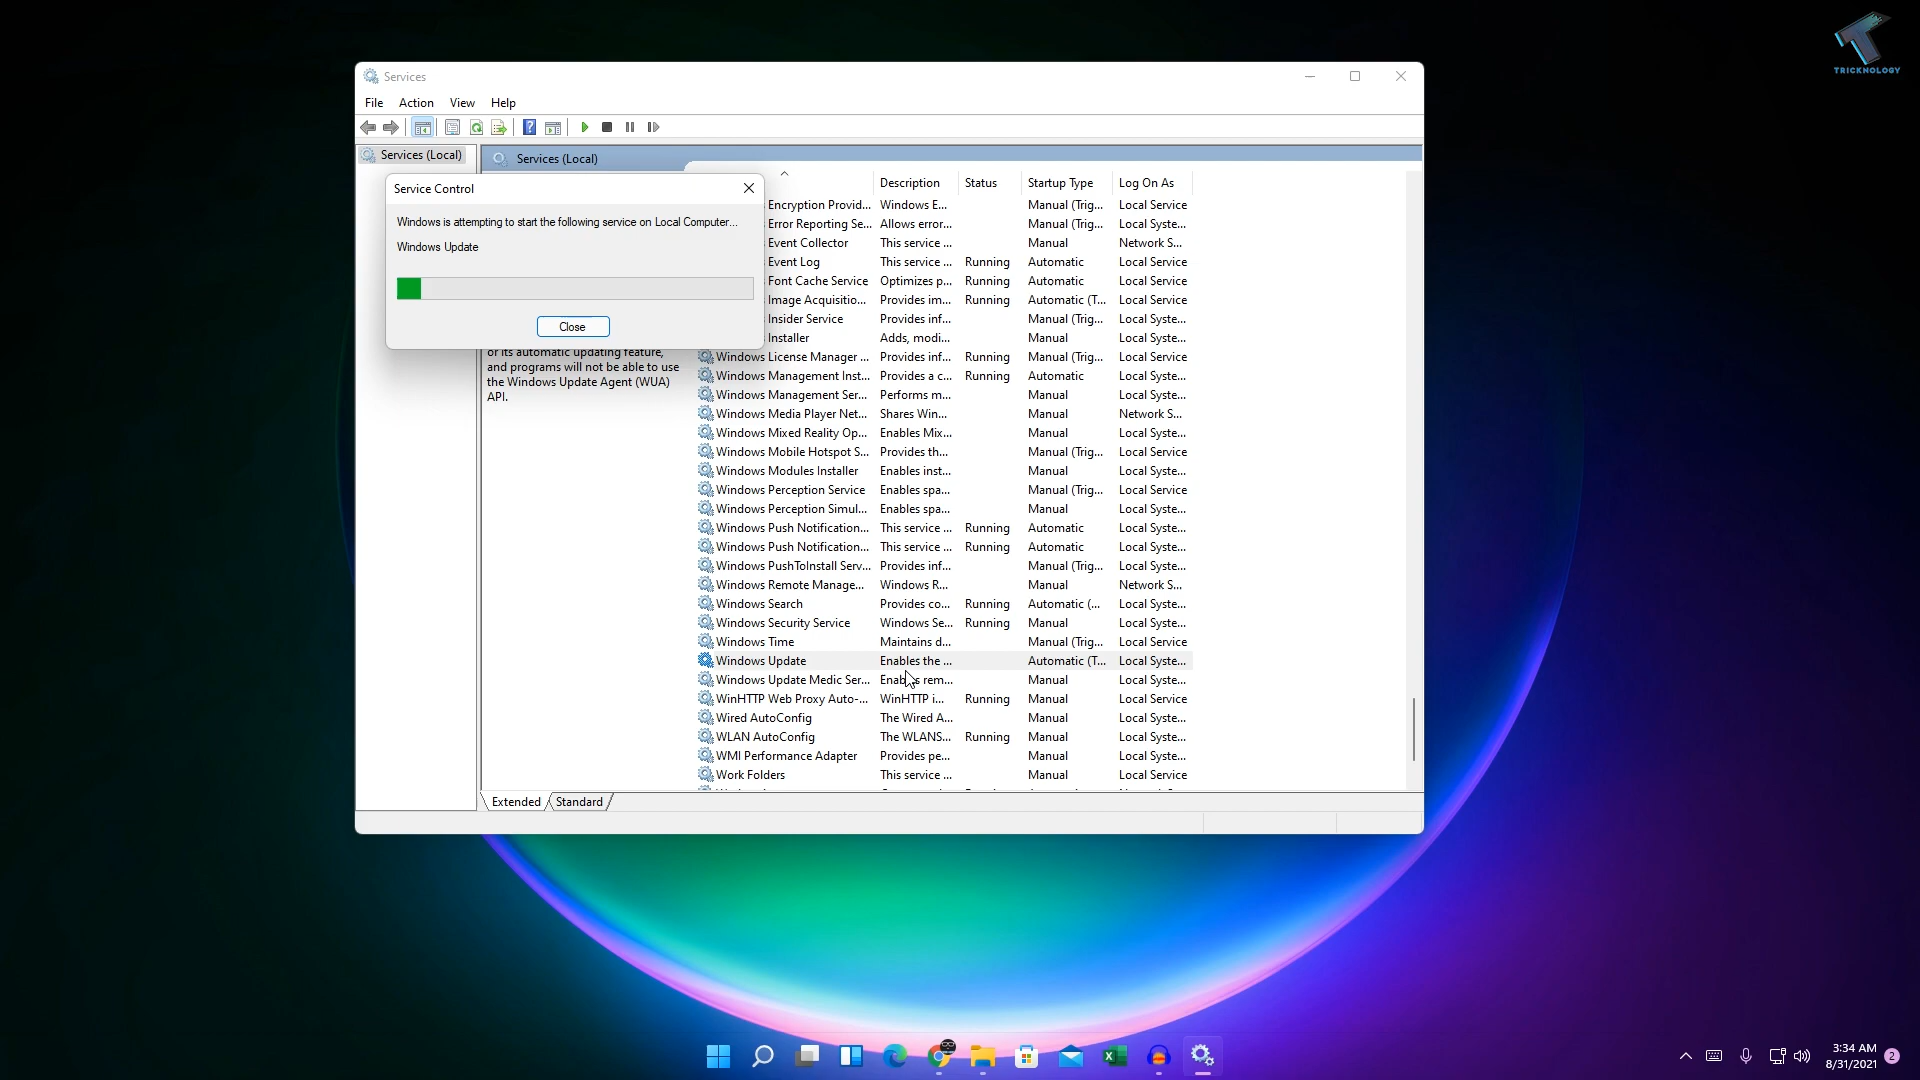 TRICKNOLOGY
Services
File Action View Help
Services (Local)
Services (Local)
Service Control
Windows is attempting to start the following service on Local Computer...
Windows Update
Close
or its automatic updating feature,
and programs will not be able to use
the Windows Update Agent (WUA)
API.
Description Status Startup Type Log On As
Encryption Provid... Windows E... Manual (Trig... Local Service
Error Reporting Se... Allows error... Manual (Trig... Local Syste...
Event Collector This service ... Manual Network S...
Event Log This service ... Running Automatic Local Service
Font Cache Service Optimizes p... Running Automatic Local Service
Image Acquisitio... Provides im... Running Automatic (T... Local Service
Insider Service Provides inf... Manual (Trig... Local Syste...
Installer Adds, modi... Manual Local Syste...
Windows License Manager ... Provides inf... Running Manual (Trig... Local Service
Windows Management Inst... Provides a c... Running Automatic Local Syste...
Windows Management Ser... Performs m... Manual Local Syste...
Windows Media Player Net... Shares Win... Manual Network S...
Windows Mixed Reality Op... Enables Mix... Manual Local Syste...
Windows Mobile Hotspot S... Provides th... Manual (Trig... Local Service
Windows Modules Installer Enables inst... Manual Local Syste...
Windows Perception Service Enables spa... Manual (Trig... Local Service
Windows Perception Simul... Enables spa... Manual Local Syste...
Windows Push Notification... This service ... Running Automatic Local Syste...
Windows Push Notification... This service ... Running Automatic Local Syste...
Windows PushToInstall Serv... Provides inf... Manual (Trig... Local Syste...
Windows Remote Manage... Windows R... Manual Network S...
Windows Search Provides co... Running Automatic (... Local Syste...
Windows Security Service Windows Se... Running Manual Local Syste...
Windows Time Maintains d... Manual (Trig... Local Service
Windows Update Enables the ... Automatic (T... Local Syste...
Windows Update Medic Ser... Enables rem... Manual Local Syste...
WinHTTP Web Proxy Auto-... WinHTTP i... Running Manual Local Service
Wired AutoConfig The Wired A... Manual Local Syste...
WLAN AutoConfig The WLANS... Running Manual Local Syste...
WMI Performance Adapter Provides pe... Manual Local Syste...
Work Folders This service ... Manual Local Service
Extended Standard
3:34 AM
8/31/2021 2